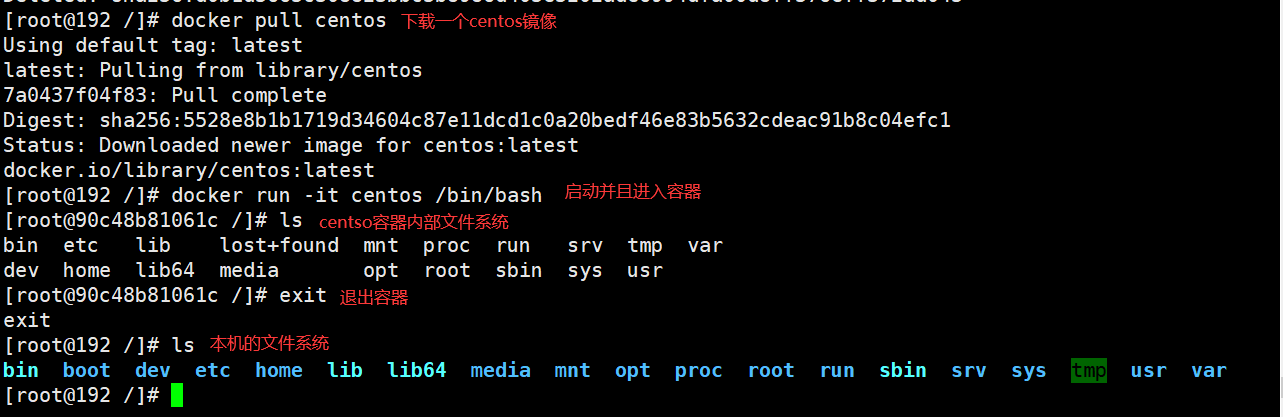 [root@192 /]# docker pull centos 下载一个centos镜像
Using default tag: latest
latest: Pulling from library/centos
7a0437f04f83: Pull complete
Digest: sha256:5528e8b1b1719d34604c87e11dcd1c0a20bedf46e83b5632cdeac91b8c04efc1
Status: Downloaded newer image for centos:latest
docker.io/library/centos:latest
[root@192 /]# docker run -it centos /bin/bash 启动并且进入容器
[root@90c48b81061c /]# ls centso容器内部文件系统
bin etc lib lost+found mnt proc run srv tmp var
dev home lib64 media opt root sbin sys usr
[root@90c48b81061c /]# exit 退出容器
exit
[root@192 /]# ls 本机的文件系统
bin boot dev etc home lib lib64 media mnt opt proc root run sbin srv sys tmp usr var
[root@192 /]#